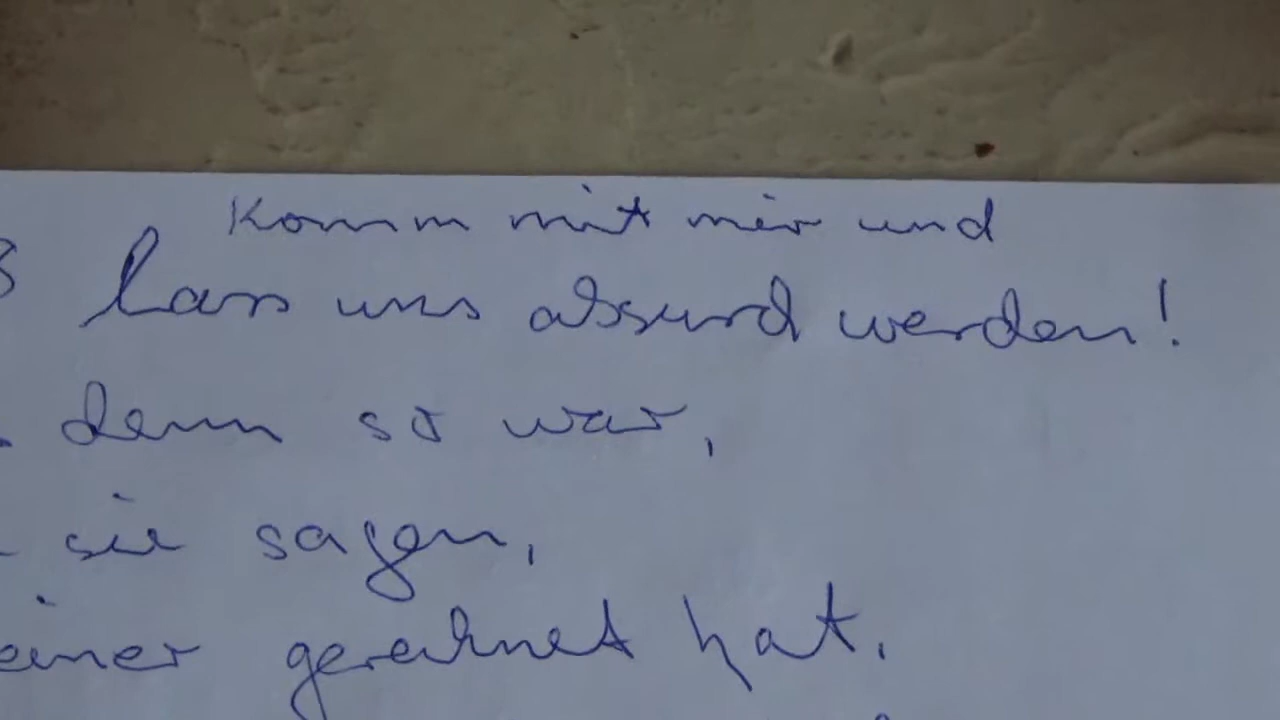 Komm mit mir und
lass uns absurd werden!
denn so war,
sie sagen,
einer gerechnet hat.